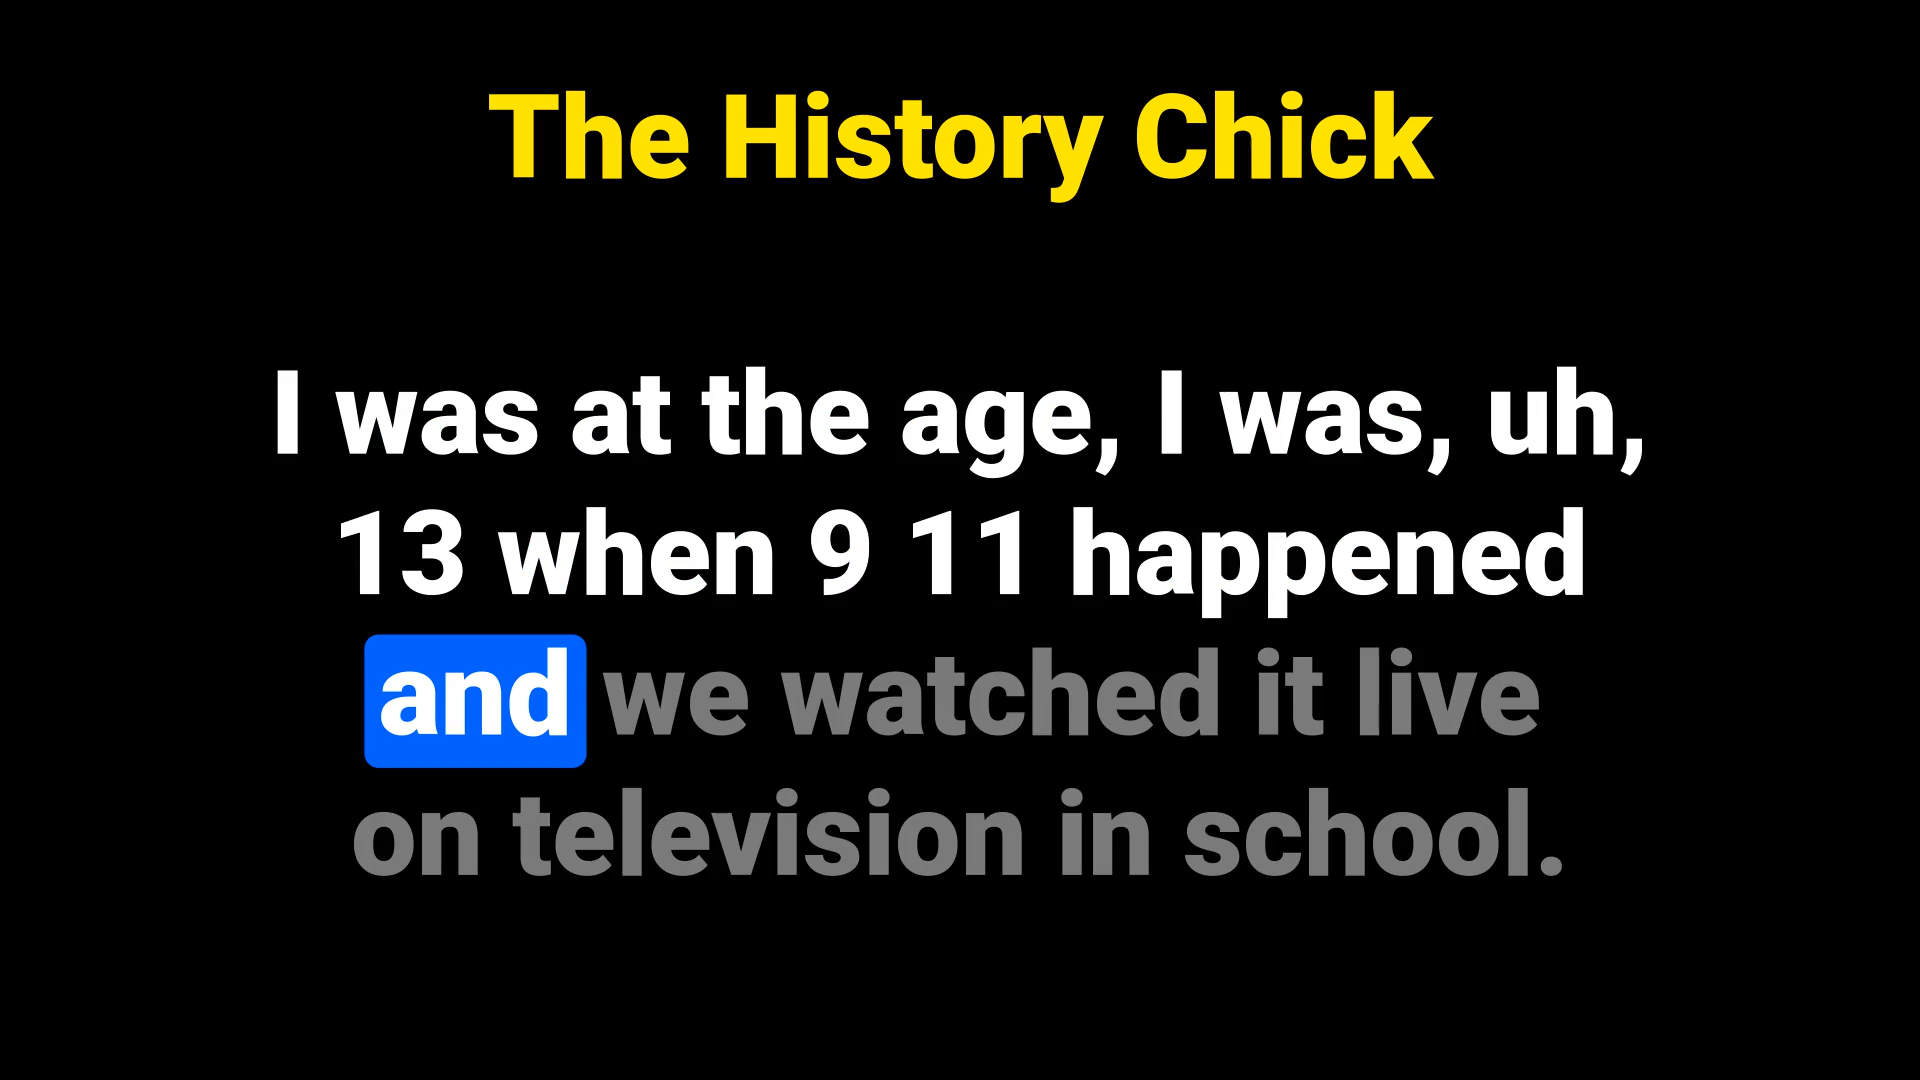 The History Chick
I was at the age, I was, uh,
13 when 9 11 happened
and we watched it live
on television in school.